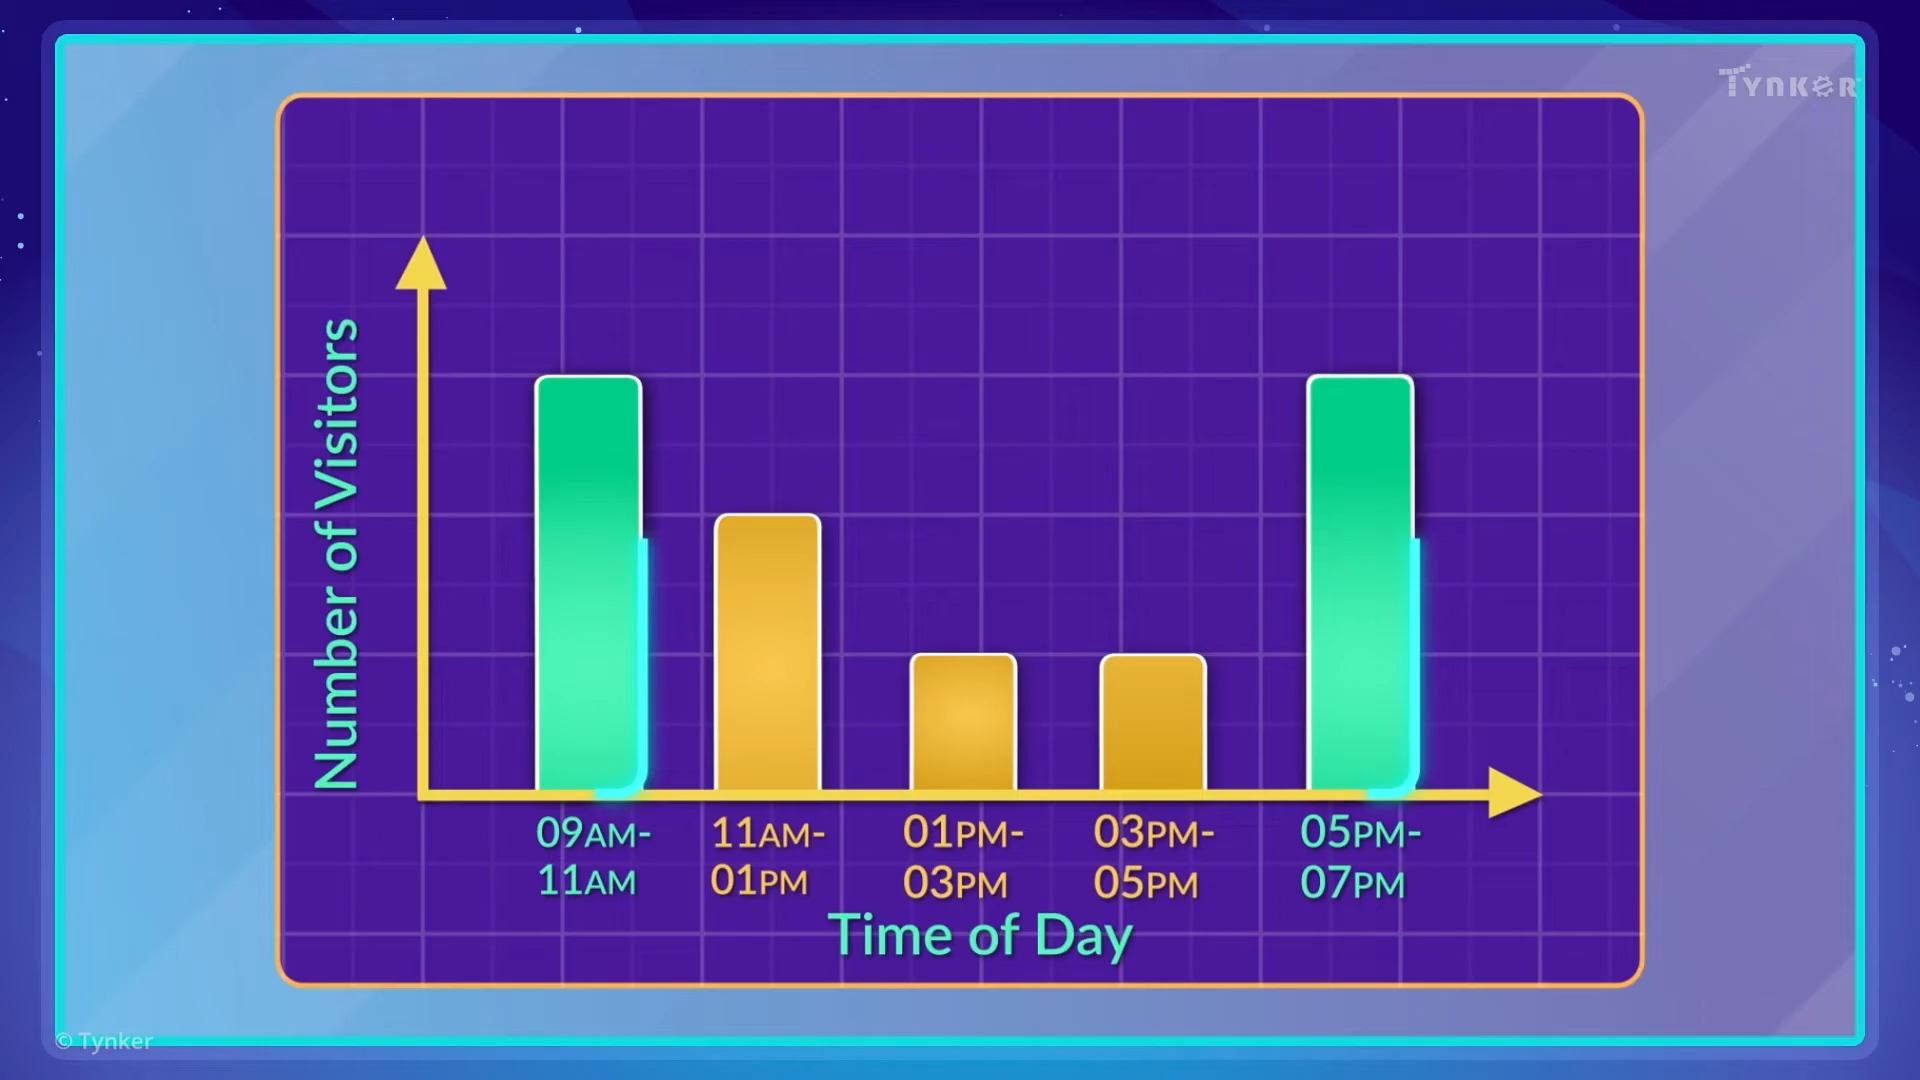 TYNKER
Number of Visitors
09AM-
11AM
11AM-
01PM
01PM-
03PM
03PM-
05PM
05PM-
07PM
Time of Day
© Tynker